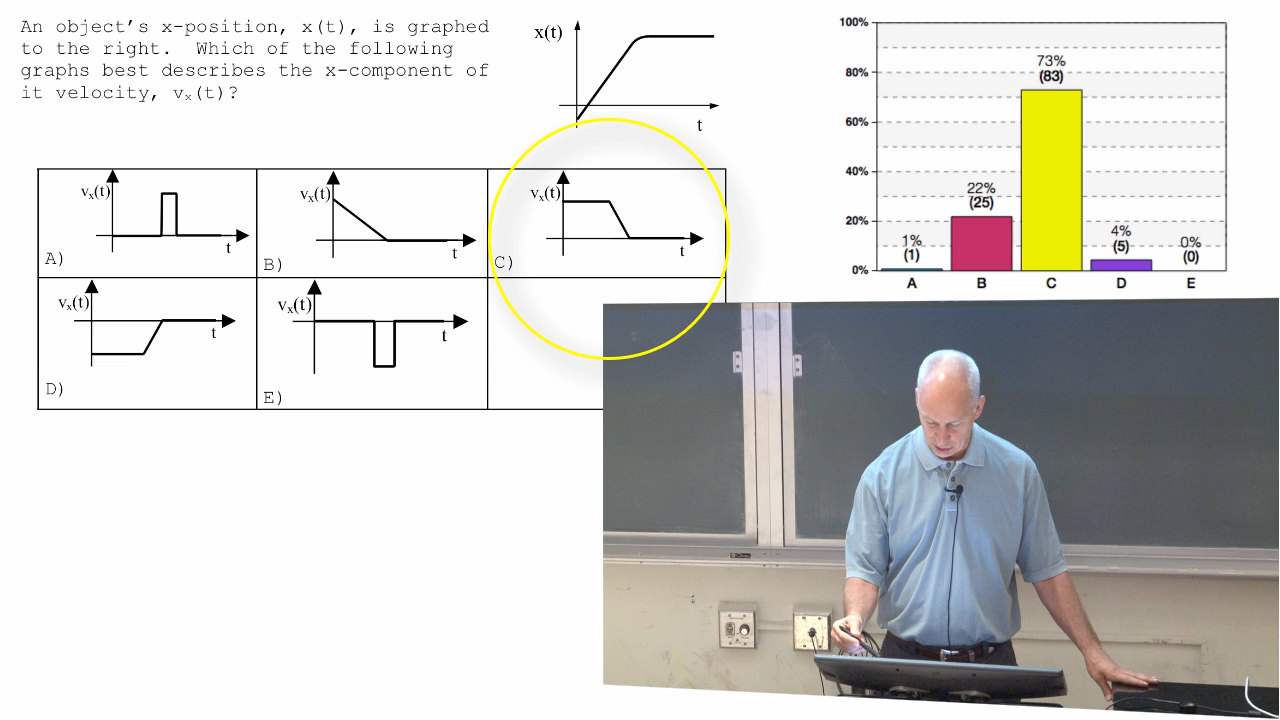 An object’s x-position, x(t), is graphed
to the right. Which of the following
graphs best describes the x-component of
it velocity, vₓ(t)?
x(t)
t
vₓ(t)
t
A)
vₓ(t)
t
B)
vₓ(t)
t
C)
vₓ(t)
t
D)
vₓ(t)
t
E)
100%
80%
60%
40%
20%
0%
1%
(1)
22%
(25)
73%
(83)
4%
(5)
0%
(0)
A B C D E